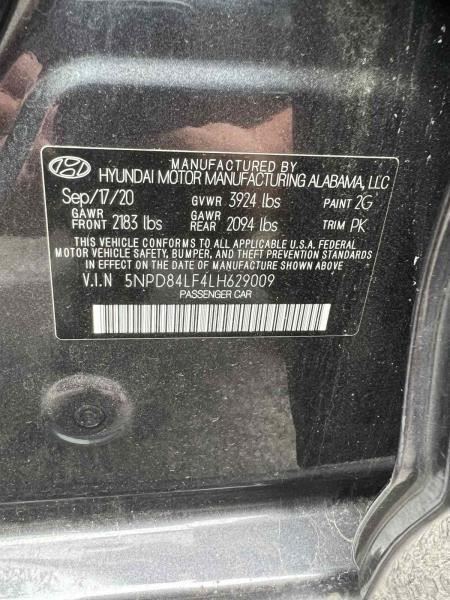 MANUFACTURED BY
HYUNDAI MOTOR MANUFACTURING ALABAMA, LLC
Sep/17/20 GVWR 3924 lbs PAINT 2G
GAWR FRONT 2183 lbs GAWR REAR 2094 lbs TRIM PK
THIS VEHICLE CONFORMS TO ALL APPLICABLE U.S.A. FEDERAL
MOTOR VEHICLE SAFETY, BUMPER, AND THEFT PREVENTION
STANDARDS IN EFFECT ON THE DATE OF MANUFACTURE SHOWN ABOVE.
V.I.N 5NPD84LF4LH629009
PASSENGER CAR